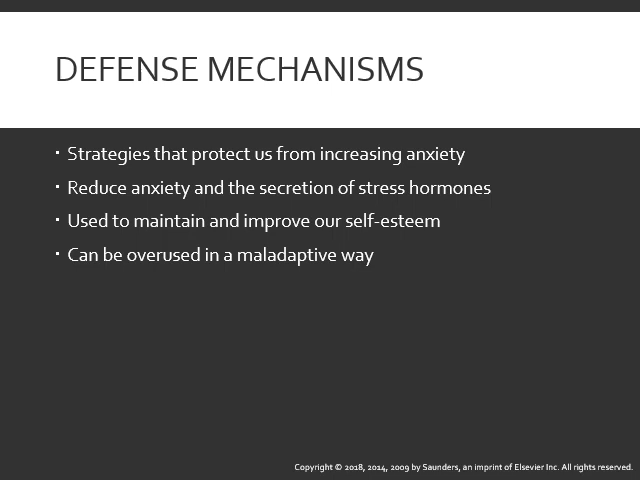 DEFENSE MECHANISMS
▪ Strategies that protect us from increasing anxiety
▪ Reduce anxiety and the secretion of stress hormones
▪ Used to maintain and improve our self-esteem
▪ Can be overused in a maladaptive way
Copyright © 2018, 2014, 2009 by Saunders, an imprint of Elsevier Inc. All rights reserved.